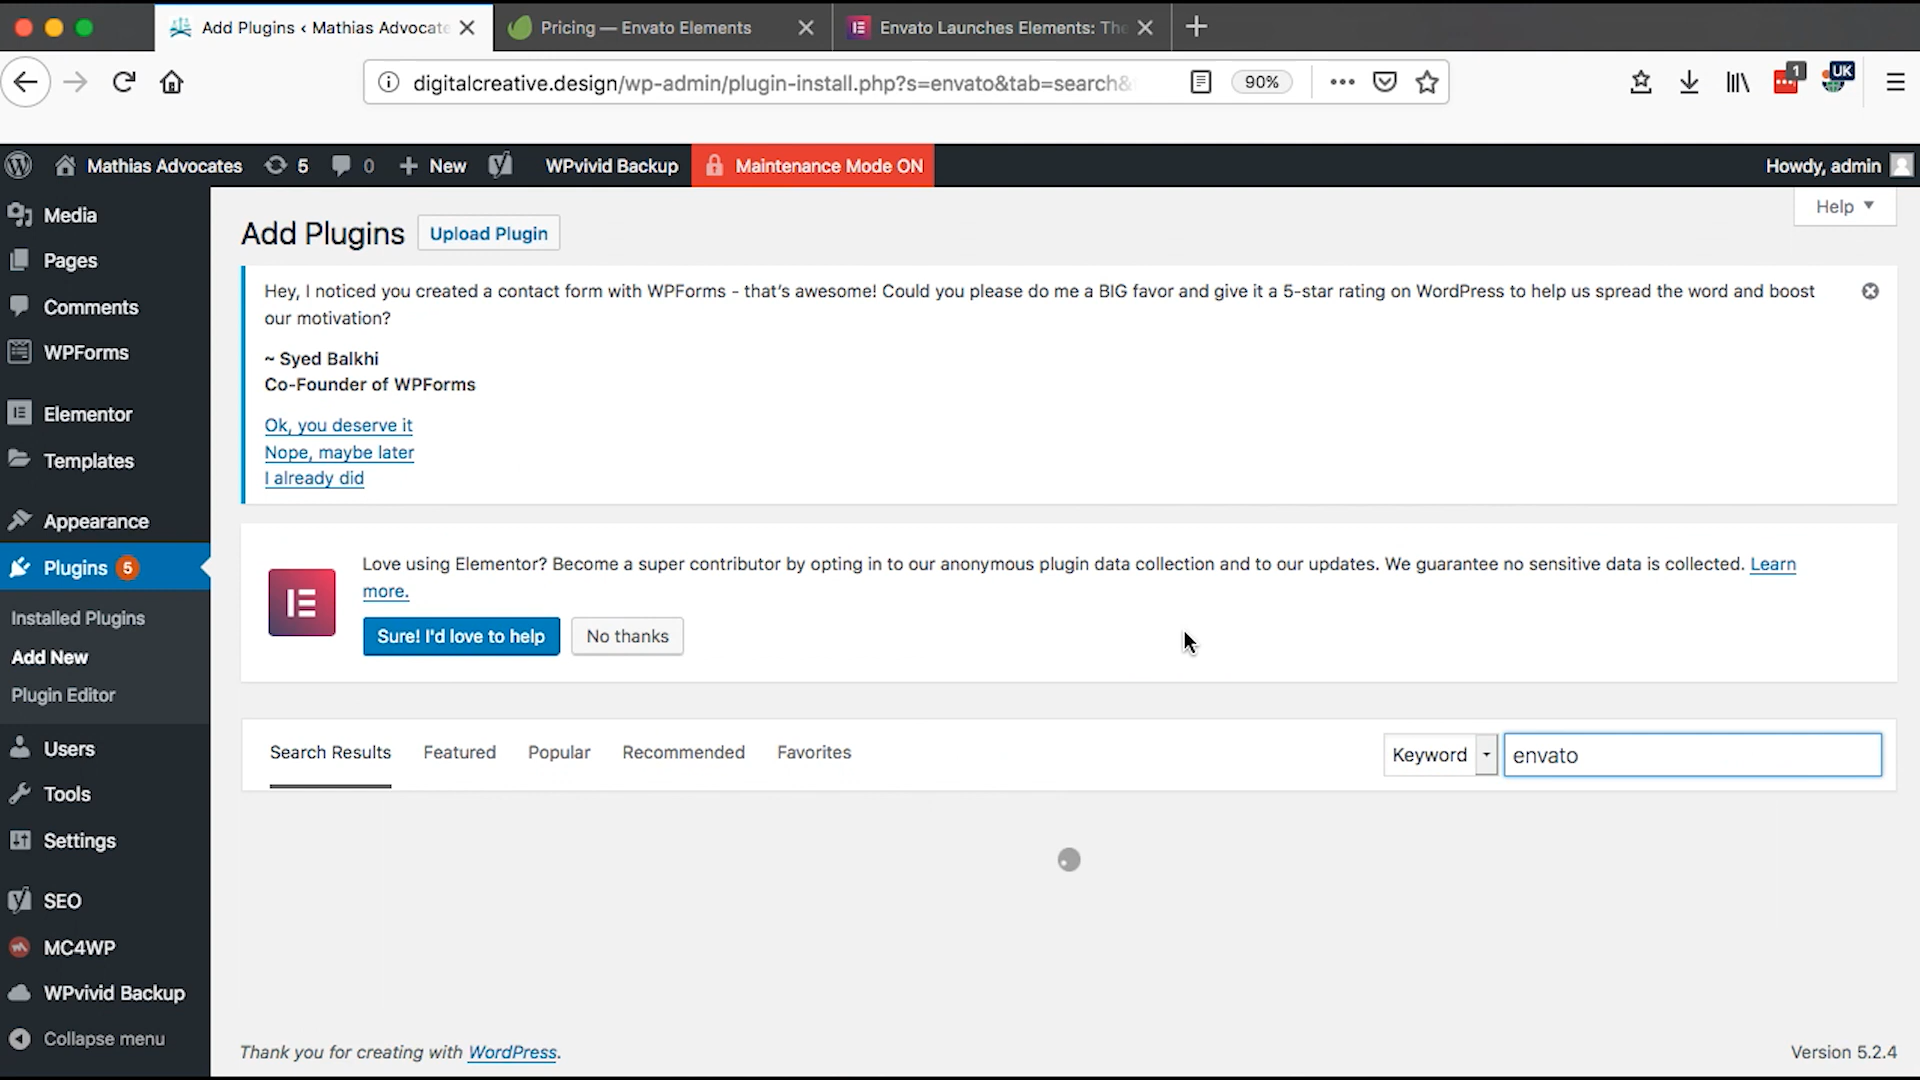 Add Plugins ‹ Mathias Advocate
Pricing — Envato Elements
Envato Launches Elements: The
digitalcreative.design/wp-admin/plugin-install.php?s=envato&tab=search&
90%
1
UK
Mathias Advocates
5
0
New
WPvivid Backup
Maintenance Mode ON
Howdy, admin
Media
Pages
Comments
WPForms
Elementor
Templates
Appearance
Plugins 5
Installed Plugins
Add New
Plugin Editor
Users
Tools
Settings
SEO
MC4WP
WPvivid Backup
Collapse menu
Help
Add Plugins
Upload Plugin
Hey, I noticed you created a contact form with WPForms - that’s awesome! Could you please do me a BIG favor and give it a 5-star rating on WordPress to help us spread the word and boost
our motivation?
~ Syed Balkhi
Co-Founder of WPForms
Ok, you deserve it
Nope, maybe later
I already did
Love using Elementor? Become a super contributor by opting in to our anonymous plugin data collection and to our updates. We guarantee no sensitive data is collected. Learn
more.
Sure! I'd love to help
No thanks
Search Results
Featured
Popular
Recommended
Favorites
Keyword
envato
Thank you for creating with WordPress.
Version 5.2.4